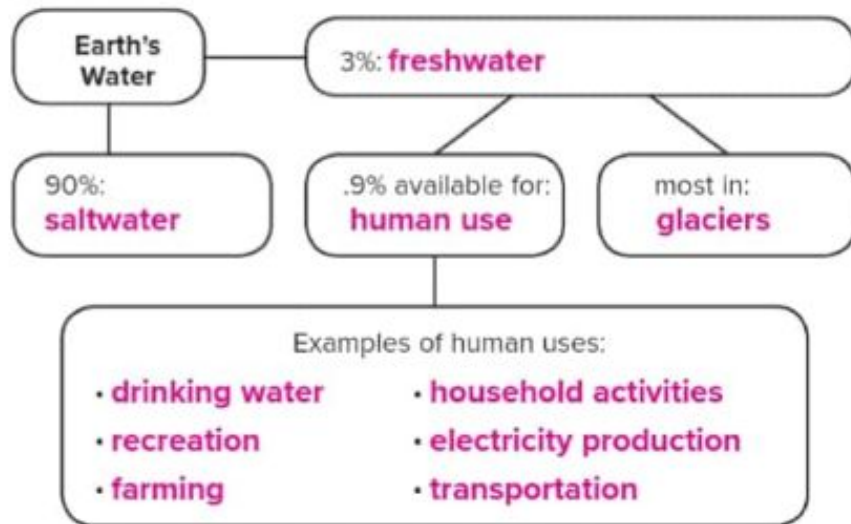 Earth's
Water
3%: freshwater
90%:
saltwater
.9% available for:
human use
most in:
glaciers
Examples of human uses:
• drinking water
• household activities
• recreation
• electricity production
• farming
• transportation